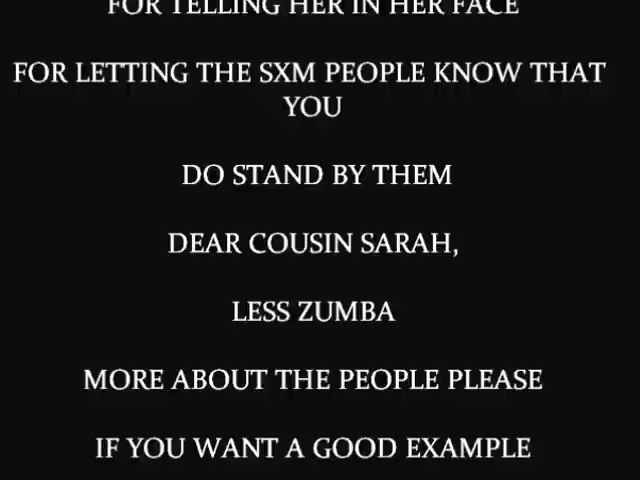 FOR TELLING HER IN HER FACE
FOR LETTING THE SXM PEOPLE KNOW THAT
YOU
DO STAND BY THEM
DEAR COUSIN SARAH,
LESS ZUMBA
MORE ABOUT THE PEOPLE PLEASE
IF YOU WANT A GOOD EXAMPLE